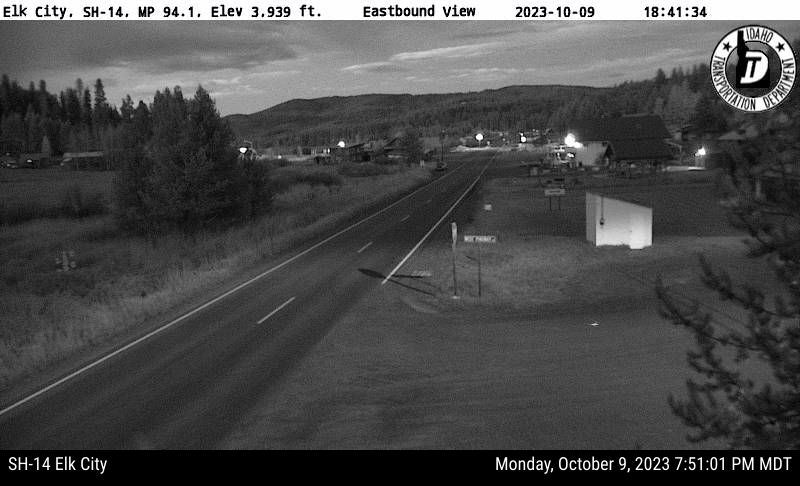 Elk City, SH-14, MP 94.1, Elev 3,939 ft. Eastbound View 2023-10-09 18:41:34
IDAHO
TRANSPORTATION DEPARTMENT
SH-14 Elk City
Monday, October 9, 2023 7:51:01 PM MDT